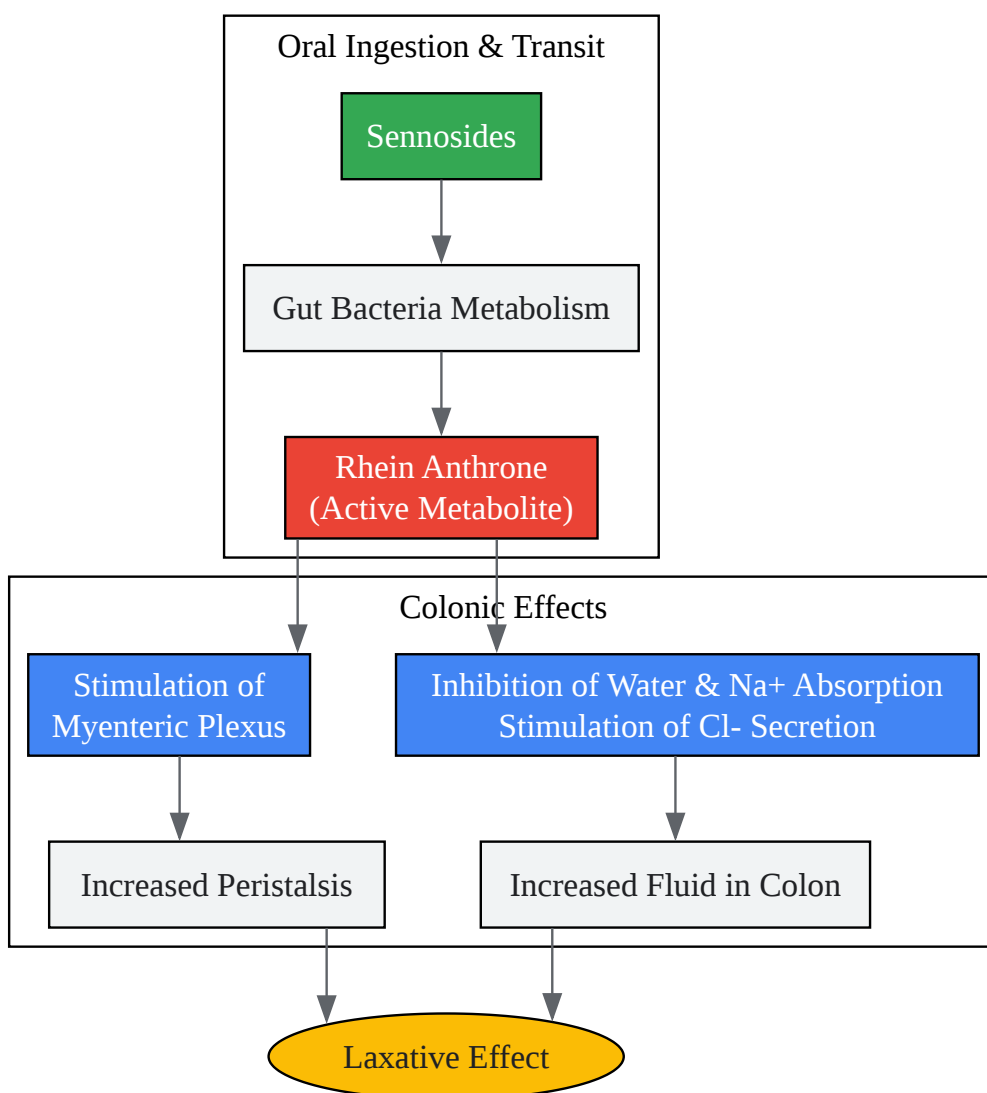 Oral Ingestion & Transit
Sennosides
Gut Bacteria Metabolism
Rhein Anthrone
(Active Metabolite)
Colonic Effects
Stimulation of
Myenteric Plexus
Inhibition of Water & Na+ Absorption
Stimulation of Cl- Secretion
Increased Peristalsis
Increased Fluid in Colon
Laxative Effect